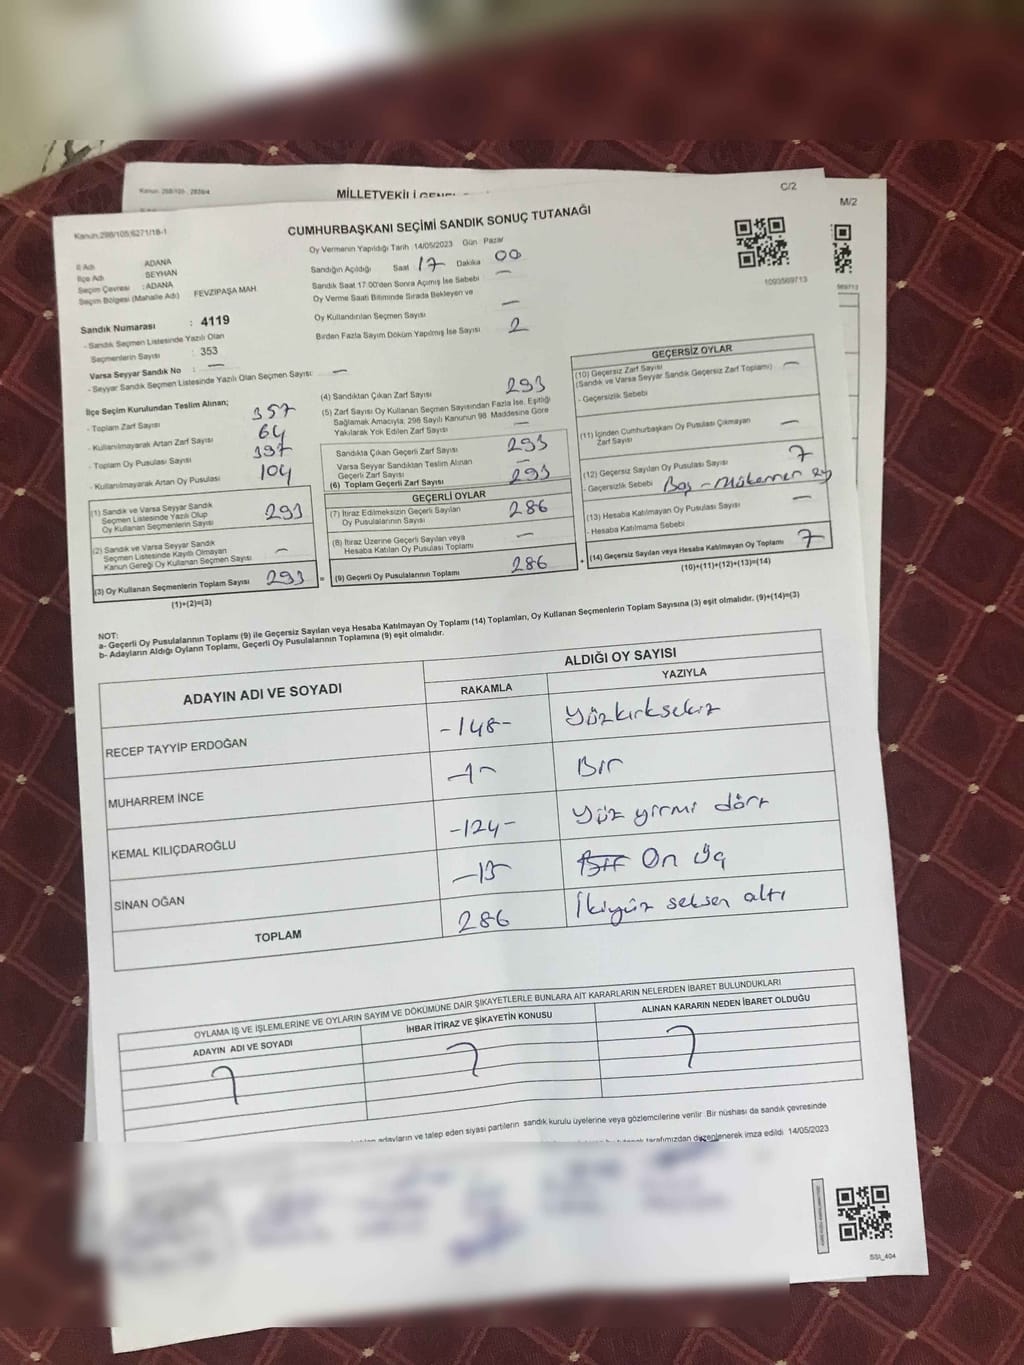 Kanun: 298/105
MİLLETVEKİLİ GENEL
C/2
M/2
Kanun:298/105;6271/18-1
CUMHURBAŞKANI SEÇİMİ SANDIK SONUÇ TUTANAĞI
İl Adı ADANA
İlçe Adı SEYHAN
Seçim Çevresi : ADANA
Seçim Bölgesi (Mahalle Adı) FEVZİPAŞA MAH.
Oy Vermenin Yapıldığı Tarih :14/05/2023 Gün Pazar
Sandığın Açıldığı Saat 17 Dakika 00
Sandık Saat 17.00'den Sonra Açımış İse Sebebi —
Oy Verme Saati Bitiminde Sırada Bekleyen ve
Oy Kullandırılan Seçmen Sayısı —
Birden Fazla Sayım Döküm Yapılmış İse Sayısı 2
1093569713
569713
Sandık Numarası : 4119
- Sandık Seçmen Listesinde Yazılı Olan
Seçmenlerin Sayısı : 353
Varsa Seyyar Sandık No : —
- Seyyar Sandık Seçmen Listesinde Yazılı Olan Seçmen Sayısı: —
İlçe Seçim Kurulundan Teslim Alınan;
- Toplam Zarf Sayısı 357
- Kullanılmayarak Artan Zarf Sayısı 64
- Toplam Oy Pusulası Sayısı 397
- Kullanılmayarak Artan Oy Pusulası 104
(1) Sandık ve Varsa Seyyar Sandık
Seçmen Listesinde Yazılı Olup
Oy Kullanan Seçmenlerin Sayısı 293
(2) Sandık ve Varsa Seyyar Sandık
Seçmen Listesinde Kayıtlı Olmayan
Kanun Gereği Oy Kullanan Seçmen Sayısı —
(3) Oy Kullanan Seçmenlerin Toplam Sayısı 293 =
(1)+(2)=(3)
(4) Sandıktan Çıkan Zarf Sayısı 293
(5) Zarf Sayısı Oy Kullanan Seçmen Sayısından Fazla İse, Eşitliği
Sağlamak Amacıyla; 298 Sayılı Kanunun 98. Maddesine Göre
Yakılarak Yok Edilen Zarf Sayısı —
Sandıkta Çıkan Geçerli Zarf Sayısı 293
Varsa Seyyar Sandıktan Teslim Alınan
Geçerli Zarf Sayısı —
(6) Toplam Geçerli Zarf Sayısı 293
GEÇERLİ OYLAR
(7) İtiraz Edilmeksizin Geçerli Sayılan
Oy Pusulalarının Sayısı 286
(8) İtiraz Üzerine Geçerli Sayılan veya
Hesaba Katılan Oy Pusulası Toplamı —
(9) Geçerli Oy Pusulalarının Toplamı 286 +
GEÇERSİZ OYLAR
(10) Geçersiz Zarf Sayısı
(Sandık ve Varsa Seyyar Sandık Geçersiz Zarf Toplamı) —
- Geçersizlik Sebebi
(11) İçinden Cumhurbaşkanı Oy Pusulası Çıkmayan
Zarf Sayısı —
(12) Geçersiz Sayılan Oy Pusulası Sayısı 7
- Geçersizlik Sebebi Boş - Mükerrer oy
(13) Hesaba Katılmayan Oy Pusulası Sayısı —
- Hesaba Katılmama Sebebi
(14) Geçersiz Sayılan veya Hesaba Katılmayan Oy Toplamı 7
(10)+(11)+(12)+(13)=(14)
NOT:
a- Geçerli Oy Pusulalarının Toplamı (9) ile Geçersiz Sayılan veya Hesaba Katılmayan Oy Toplamı (14) Toplamları, Oy Kullanan Seçmenlerin Toplam Sayısına (3) eşit olmalıdır. (9)+(14)=(3)
b- Adayların Aldığı Oyların Toplamı, Geçerli Oy Pusulalarının Toplamına (9) eşit olmalıdır.
ADAYIN ADI VE SOYADI ALDIĞI OY SAYISI
RAKAMLA YAZIYLA
RECEP TAYYİP ERDOĞAN -148- Yüzkırksekiz
MUHARREM İNCE -1- Bir
KEMAL KILIÇDAROĞLU -124- Yüz yirmi dört
SİNAN OĞAN -13 Bir On Üç
TOPLAM 286 İkiyüz seksen altı
OYLAMA İŞ VE İŞLEMLERİNE VE OYLARIN SAYIM VE DÖKÜMÜNE DAİR ŞİKAYETLERLE BUNLARA AİT KARARLARIN NELERDEN İBARET BULUNDUKLARI
ADAYIN ADI VE SOYADI İHBAR İTİRAZ VE ŞİKAYETİN KONUSU ALINAN KARARIN NEDEN İBARET OLDUĞU
adayların ve talep eden siyasi partilerin sandık kurulu üyelerine veya gözlemcilerine verilir. Bir nüshası da sandık çevresinde
tarafımızdan düzenlenerek imza edildi. 14/05/2023
SSt_404